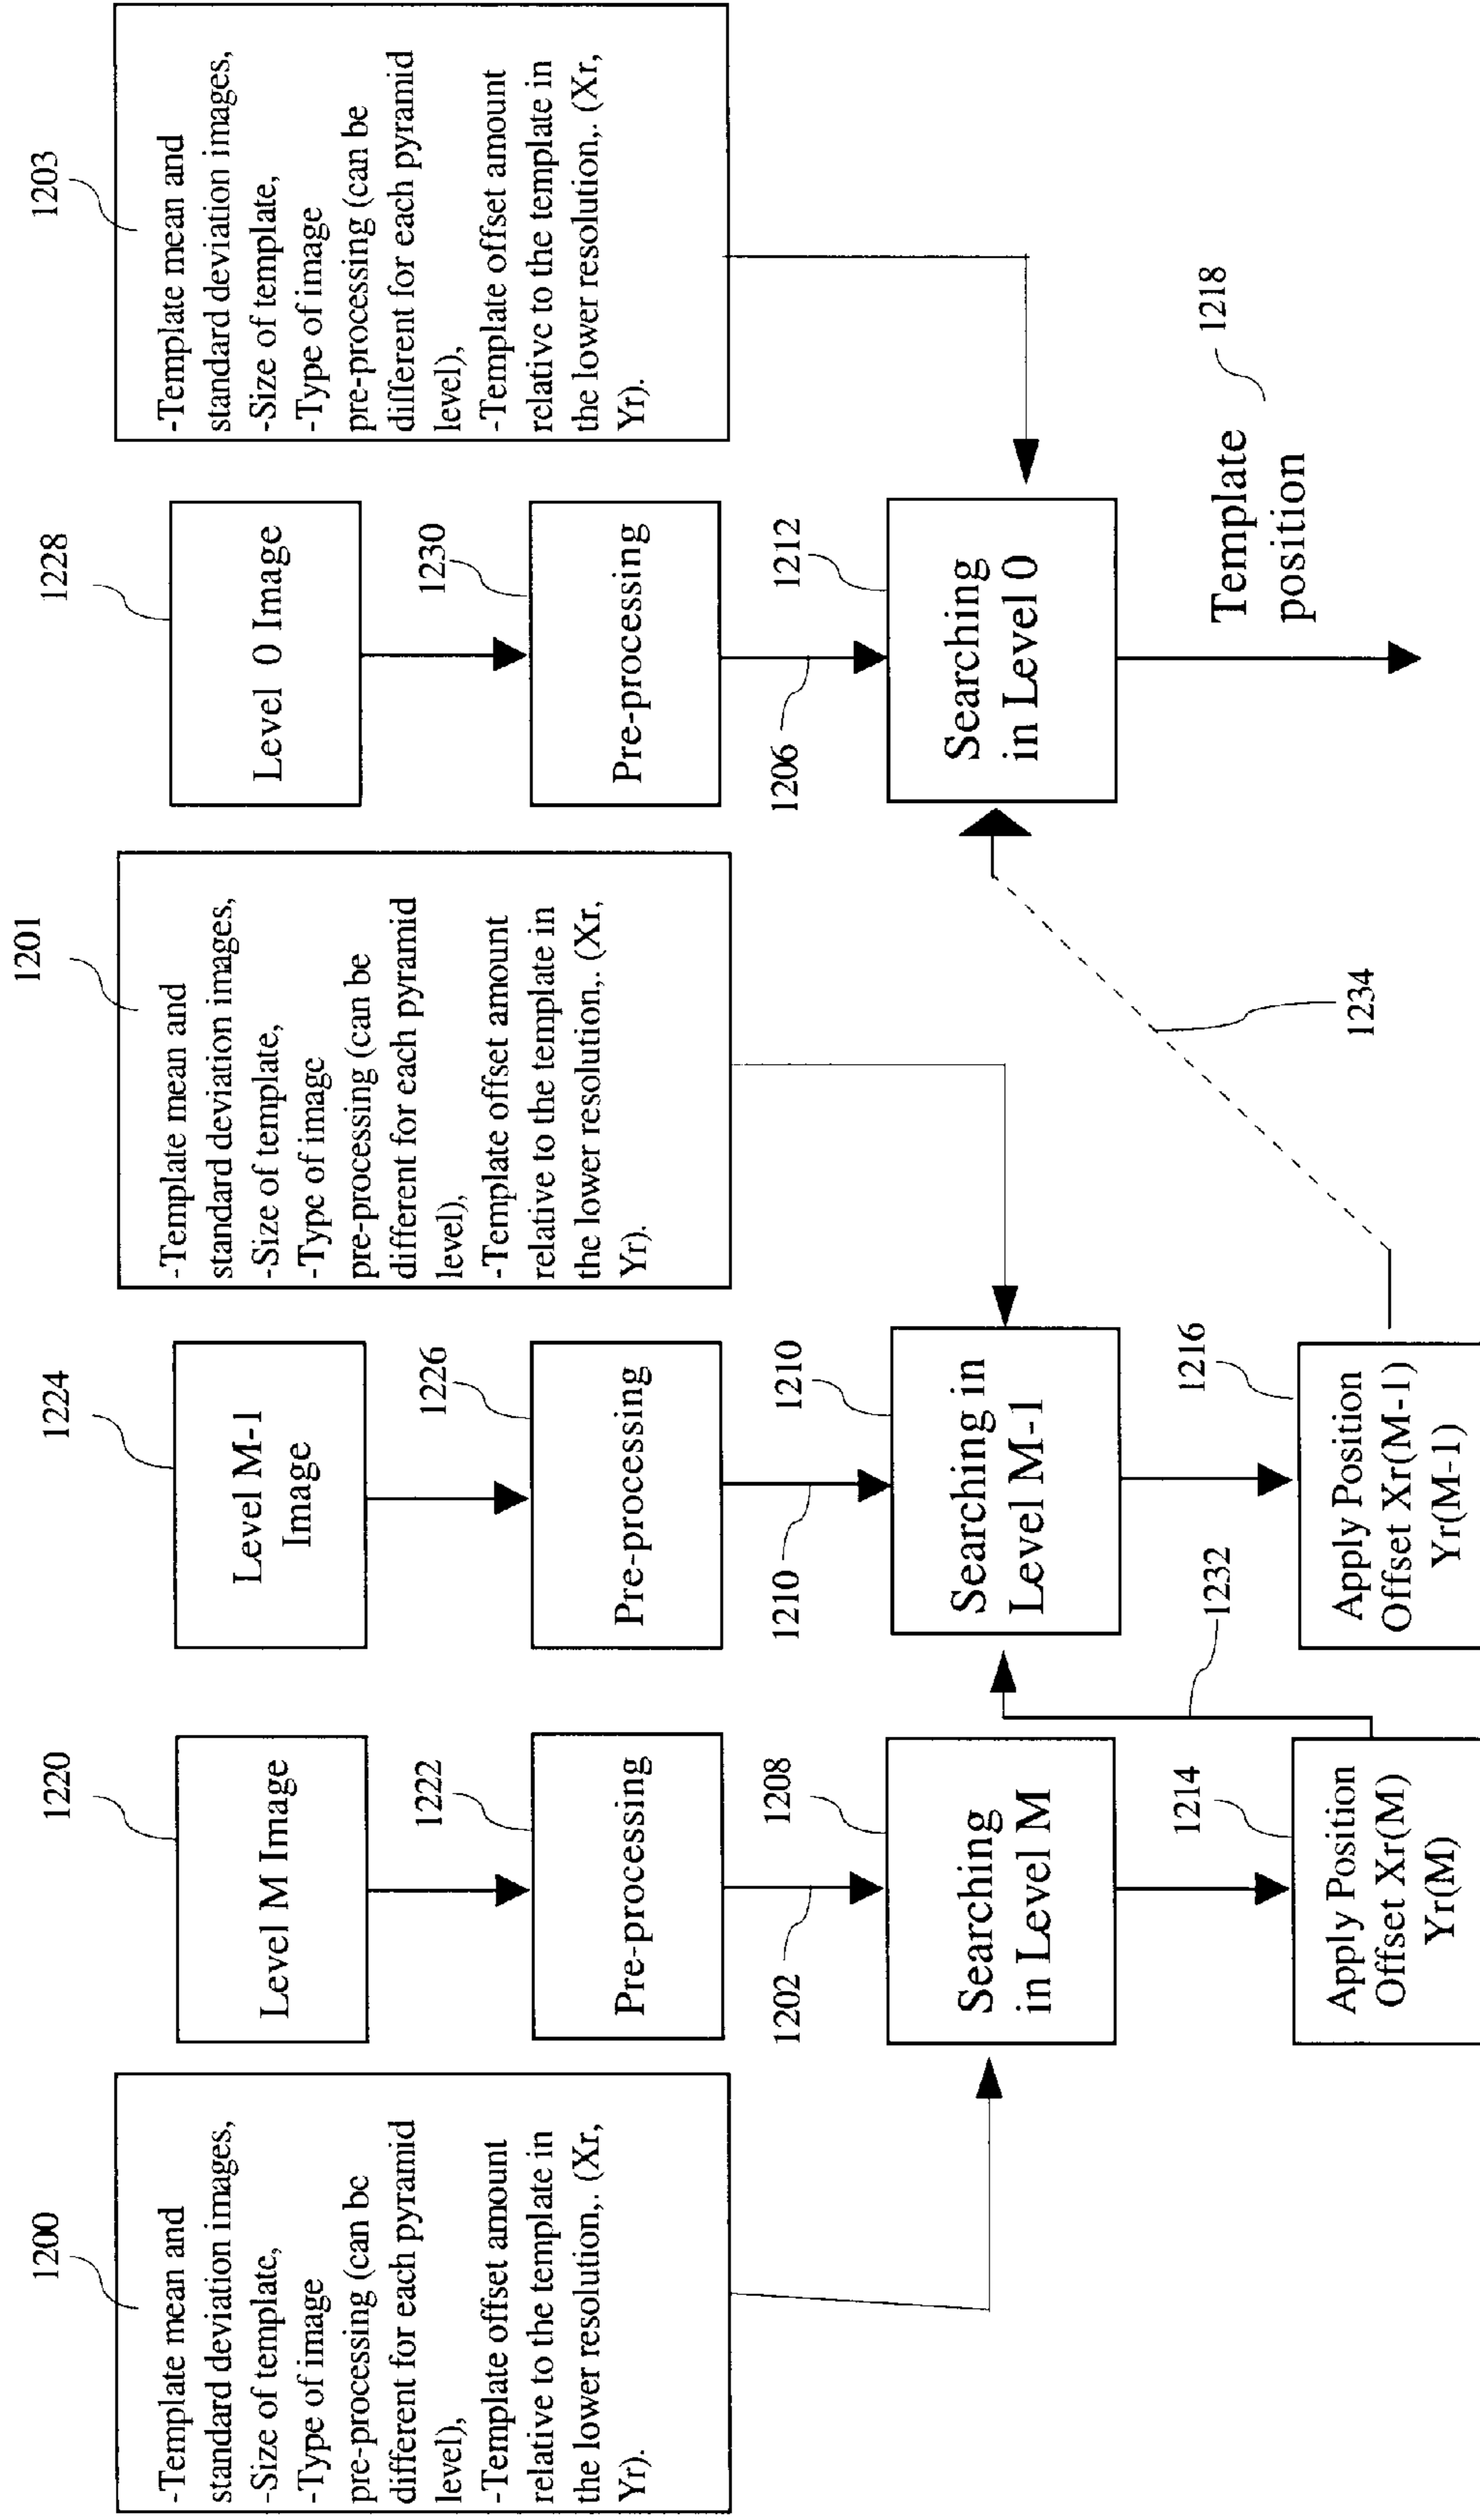 1200
-Template mean and
standard deviation images,
-Size of template,
-Type of image
pre-processing (can be
different for each pyramid
level),
-Template offset amount
relative to the template in
the lower resolution,. (Xr,
Yr).
1220
Level M Image
1222
Pre-processing
1202
1208
Searching
in Level M
1214
Apply Position
Offset Xr(M)
Yr(M)
1232
1224
Level M-1
Image
1226
Pre-processing
1210
1210
Searching in
Level M-1
1216
Apply Position
Offset Xr(M-1)
Yr(M-1)
1201
-Template mean and
standard deviation images,
-Size of template,
-Type of image
pre-processing (can be
different for each pyramid
level),
-Template offset amount
relative to the template in
the lower resolution,. (Xr,
Yr).
1234
1228
Level 0 Image
1230
Pre-processing
1206
1212
Searching
in Level 0
Template
position
1218
1203
-Template mean and
standard deviation images,
-Size of template,
-Type of image
pre-processing (can be
different for each pyramid
level),
-Template offset amount
relative to the template in
the lower resolution,. (Xr,
Yr).